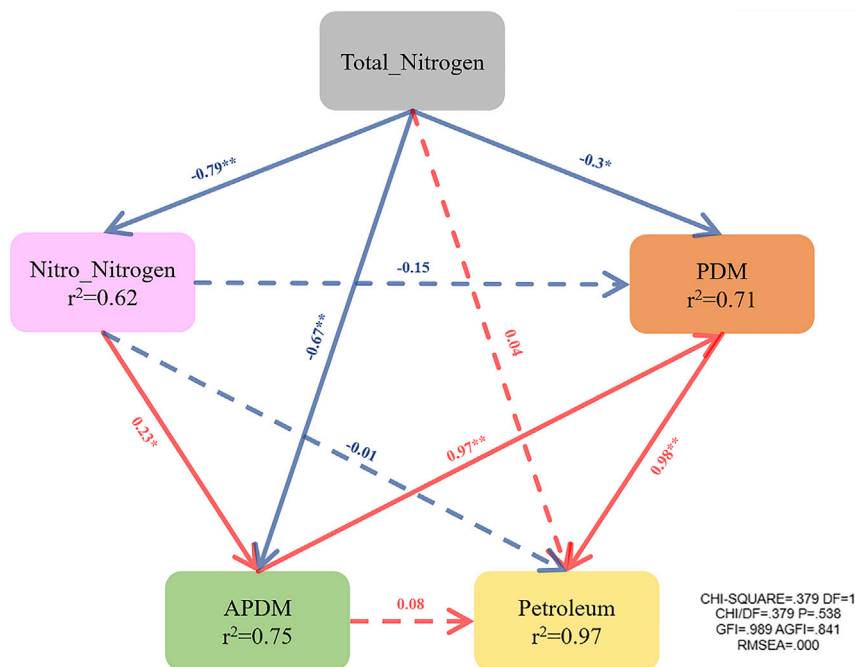 Total_Nitrogen
-0.79**
-0.3*
Nitro_Nitrogen
r²=0.62
-0.15
PDM
r²=0.71
-0.67**
0.04
0.23*
-0.01
0.97**
0.98**
APDM
r²=0.75
0.08
Petroleum
r²=0.97
CHI-SQUARE=.379 DF=1
CHI/DF=.379 P=.538
GFI=.989 AGFI=.841
RMSEA=.000